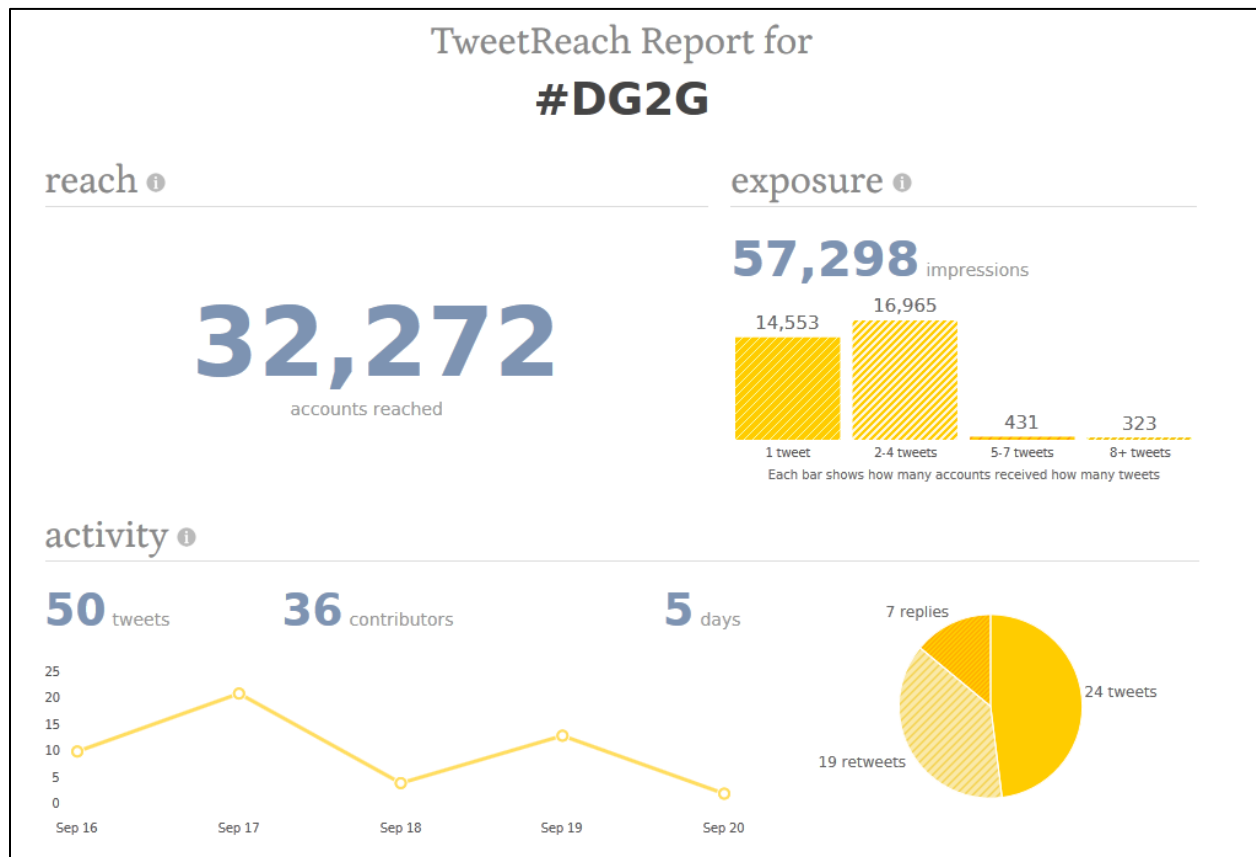 TweetReach Report for
#DG2G
reach i
32,272
accounts reached
exposure i
57,298 impressions
14,553
16,965
431
323
1 tweet
2-4 tweets
5-7 tweets
8+ tweets
Each bar shows how many accounts received how many tweets
activity i
50 tweets
36 contributors
5 days
25
20
15
10
5
0
Sep 16
Sep 17
Sep 18
Sep 19
Sep 20
7 replies
24 tweets
19 retweets